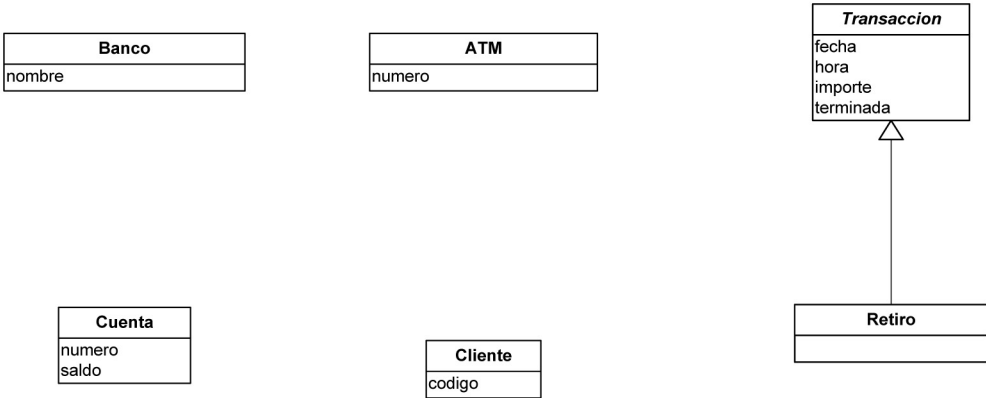 Banco
nombre
ATM
numero
Transaccion
fecha
hora
importe
terminada
Cuenta
numero
saldo
Cliente
codigo
Retiro